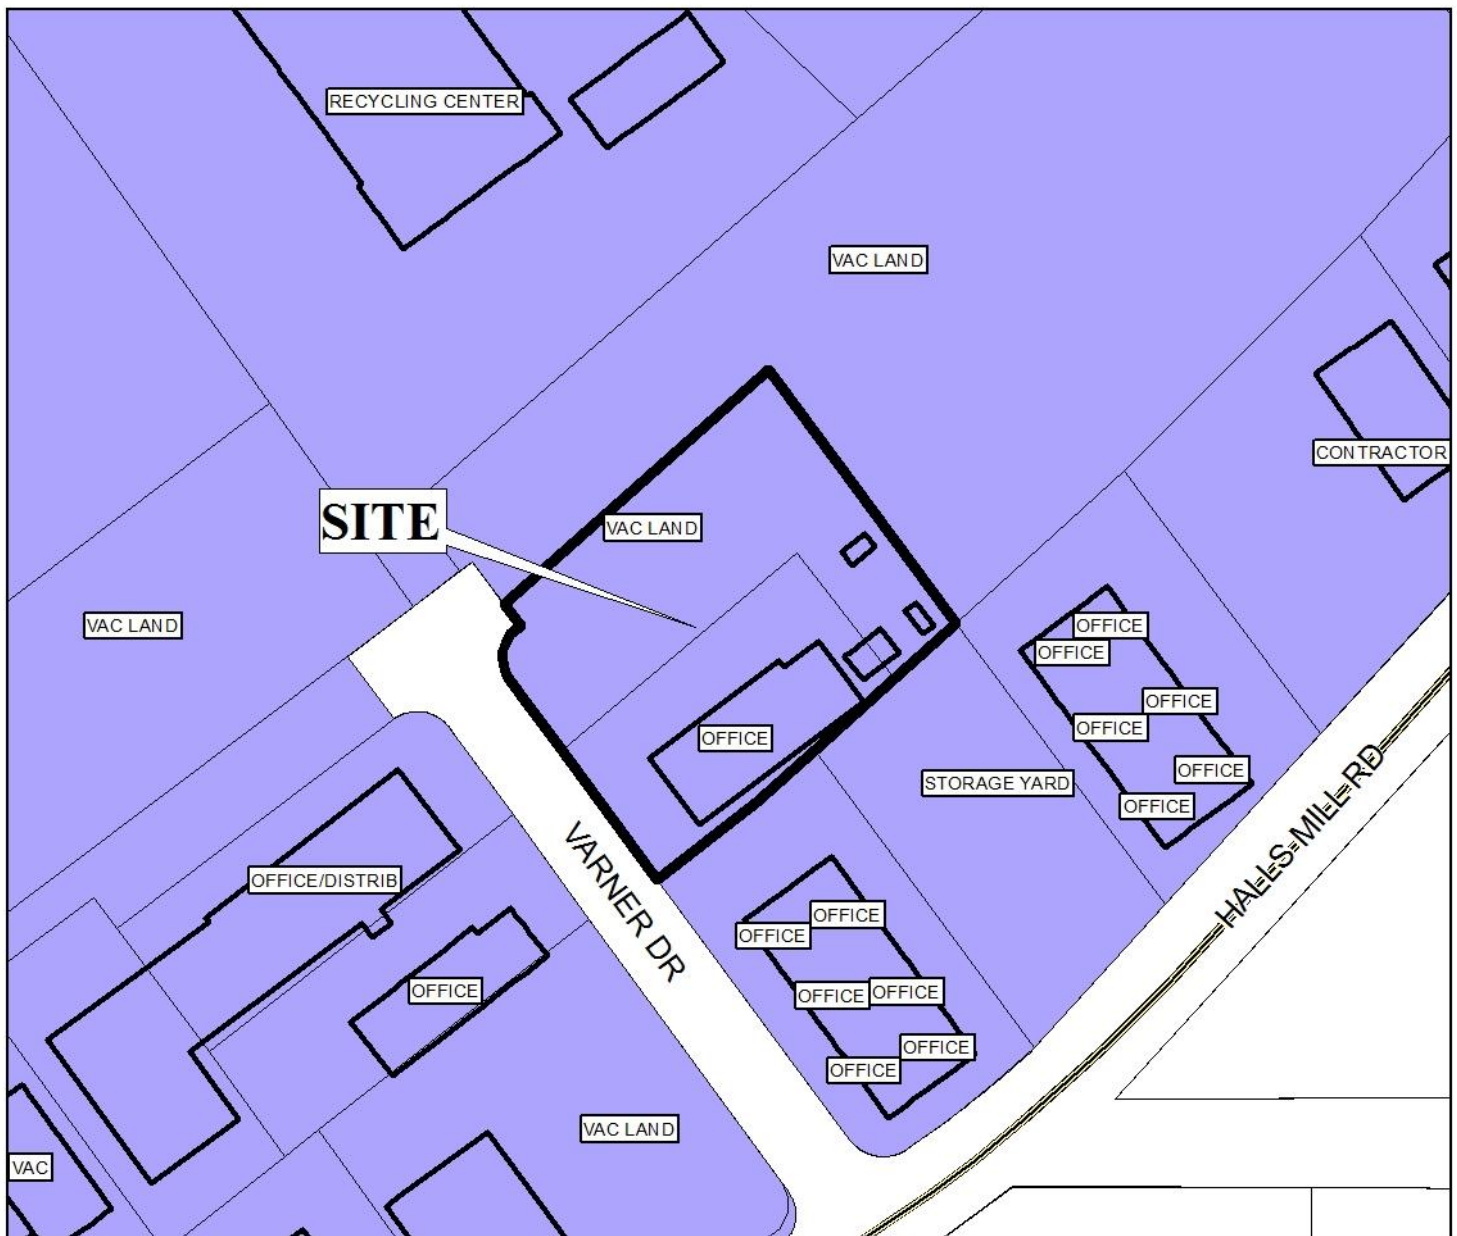 RECYCLING CENTER
VAC LAND
CONTRACTOR
SITE
VAC LAND
VAC LAND
OFFICE
OFFICE
OFFICE
OFFICE
OFFICE
OFFICE
OFFICE
STORAGE YARD
HALLS MILL RD
VARNER DR
OFFICE/DISTRIB
OFFICE
OFFICE
OFFICE
OFFICE
OFFICE
OFFICE
OFFICE
VAC LAND
VAC